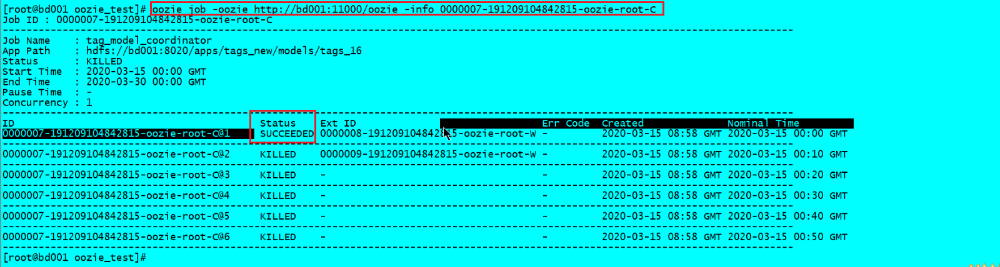 [root@bd001 oozie_test]# oozie job -oozie http://bd001:11000/oozie -info 0000007-191209104842815-oozie-root-C
Job ID : 0000007-191209104842815-oozie-root-C
------------------------------------------------------------------------------------------------------------------------------------
Job Name    : tag_model_coordinator
App Path    : hdfs://bd001:8020/apps/tags_new/models/tags_16
Status      : KILLED
Start Time  : 2020-03-15 00:00 GMT
End Time    : 2020-03-30 00:00 GMT
Pause Time  : -
Concurrency : 1
------------------------------------------------------------------------------------------------------------------------------------
ID                                         Status    Ext ID                               Err Code  Created              Nominal Time
0000007-191209104842815-oozie-root-C@1     SUCCEEDED 0000008-191209104842815-oozie-root-W -         2020-03-15 08:58 GMT 2020-03-15 00:00 GMT
------------------------------------------------------------------------------------------------------------------------------------
0000007-191209104842815-oozie-root-C@2     KILLED    0000009-191209104842815-oozie-root-W -         2020-03-15 08:58 GMT 2020-03-15 00:10 GMT
------------------------------------------------------------------------------------------------------------------------------------
0000007-191209104842815-oozie-root-C@3     KILLED    -                                    -         2020-03-15 08:58 GMT 2020-03-15 00:20 GMT
------------------------------------------------------------------------------------------------------------------------------------
0000007-191209104842815-oozie-root-C@4     KILLED    -                                    -         2020-03-15 08:58 GMT 2020-03-15 00:30 GMT
------------------------------------------------------------------------------------------------------------------------------------
0000007-191209104842815-oozie-root-C@5     KILLED    -                                    -         2020-03-15 08:58 GMT 2020-03-15 00:40 GMT
------------------------------------------------------------------------------------------------------------------------------------
0000007-191209104842815-oozie-root-C@6     KILLED    -                                    -         2020-03-15 08:58 GMT 2020-03-15 00:50 GMT
------------------------------------------------------------------------------------------------------------------------------------
[root@bd001 oozie_test]#